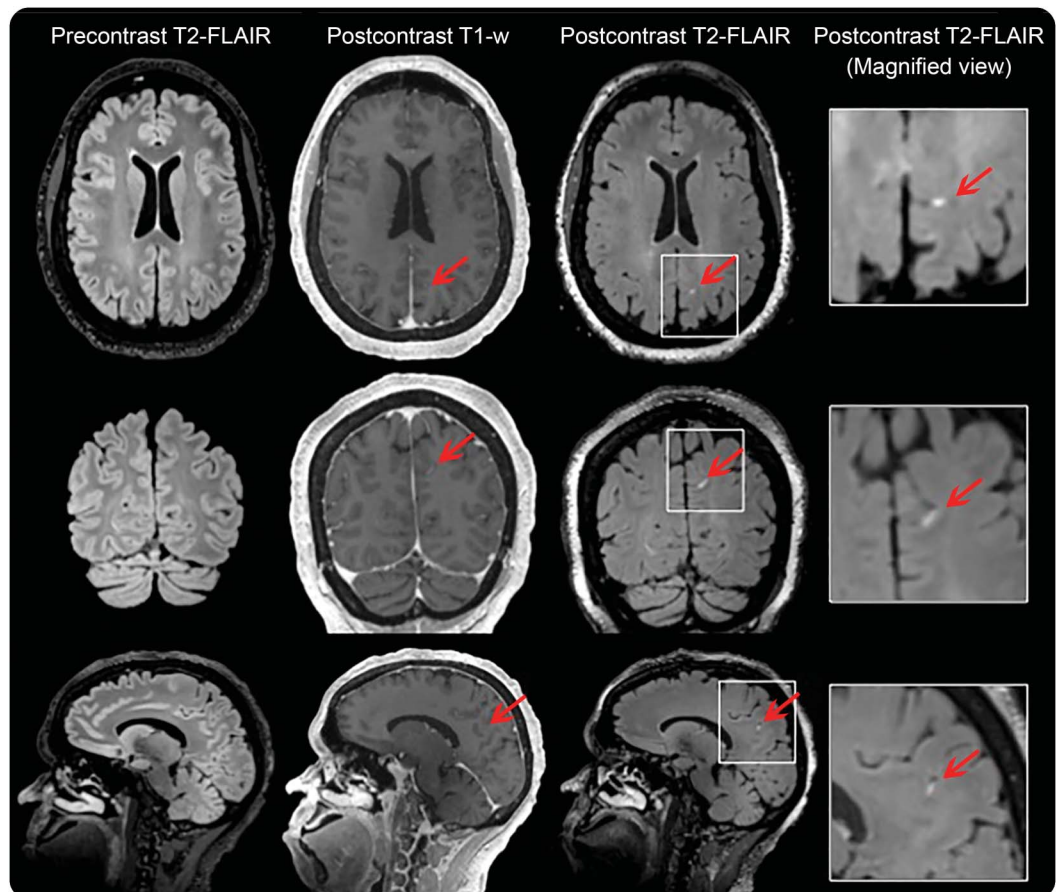 Precontrast T2-FLAIR
Postcontrast T1-w
Postcontrast T2-FLAIR
Postcontrast T2-FLAIR
(Magnified view)